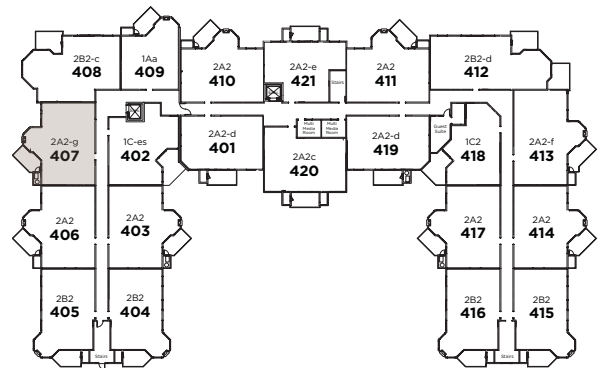 2B2-c
408
1Aa
409
2A2
410
2A2-e
421
Stairs
2A2
411
2B2-d
412
2A2-g
407
1C-es
402
2A2-d
401
Multi
Media
Room
Multi
Media
Room
2A2c
420
2A2-d
419
Guest
Suite
1C2
418
2A2-f
413
2A2
406
2A2
403
2A2
417
2A2
414
2B2
405
2B2
404
2B2
416
2B2
415
Stairs
Stairs